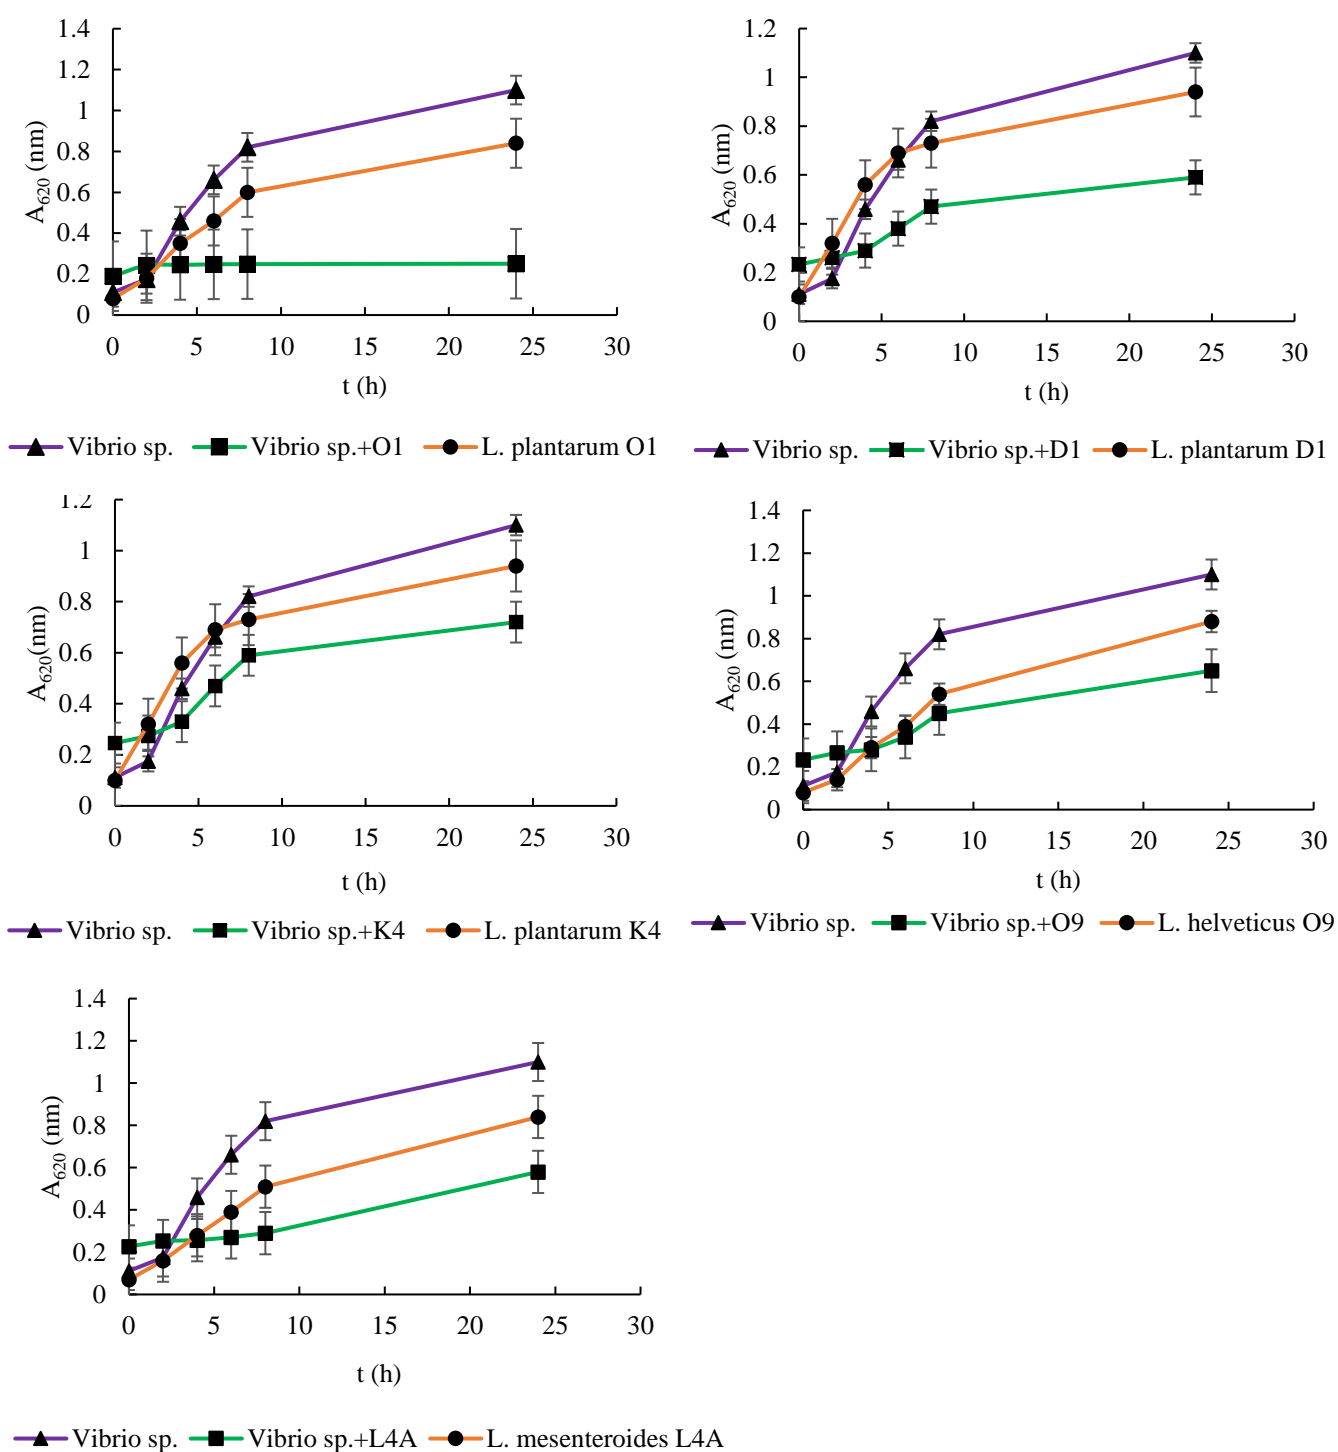 1.4
1.2
1
0.8
0.6
0.4
0.2
0
A620 (nm)
0 5 10 15 20 25 30
t (h)
Vibrio sp. Vibrio sp.+O1 L. plantarum O1
1.2
1
0.8
0.6
0.4
0.2
0
A620 (nm)
0 5 10 15 20 25 30
t (h)
Vibrio sp. Vibrio sp.+D1 L. plantarum D1
1.2
1
0.8
0.6
0.4
0.2
0
A620(nm)
0 5 10 15 20 25 30
t (h)
Vibrio sp. Vibrio sp.+K4 L. plantarum K4
1.4
1.2
1
0.8
0.6
0.4
0.2
0
A620 (nm)
0 5 10 15 20 25 30
t (h)
Vibrio sp. Vibrio sp.+O9 L. helveticus O9
1.4
1.2
1
0.8
0.6
0.4
0.2
0
A620 (nm)
0 5 10 15 20 25 30
t (h)
Vibrio sp. Vibrio sp.+L4A L. mesenteroides L4A